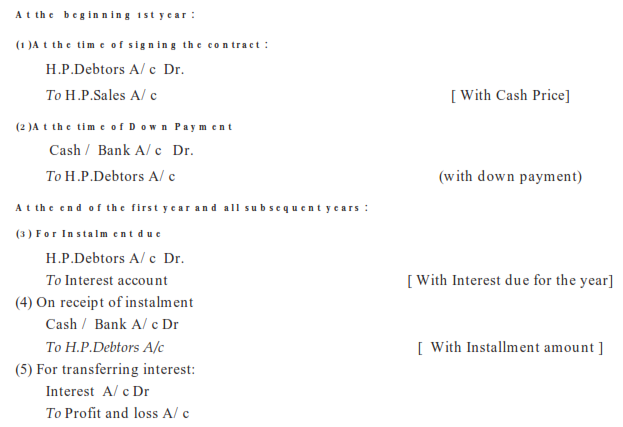 At the beginning 1st year :
(1)At the time of signing the contract :
H.P.Debtors A/ c Dr.
To H.P.Sales A/ c [ With Cash Price]
(2)At the time of Down Payment
Cash / Bank A/ c Dr.
To H.P.Debtors A/ c (with down payment)
At the end of the first year and all subsequent years :
(3) For Instalment due
H.P.Debtors A/ c Dr.
To Interest account [ With Interest due for the year]
(4) On receipt of instalment
Cash / Bank A/ c Dr
To H.P.Debtors A/c [ With Installment amount ]
(5) For transferring interest:
Interest A/ c Dr
To Profit and loss A/ c